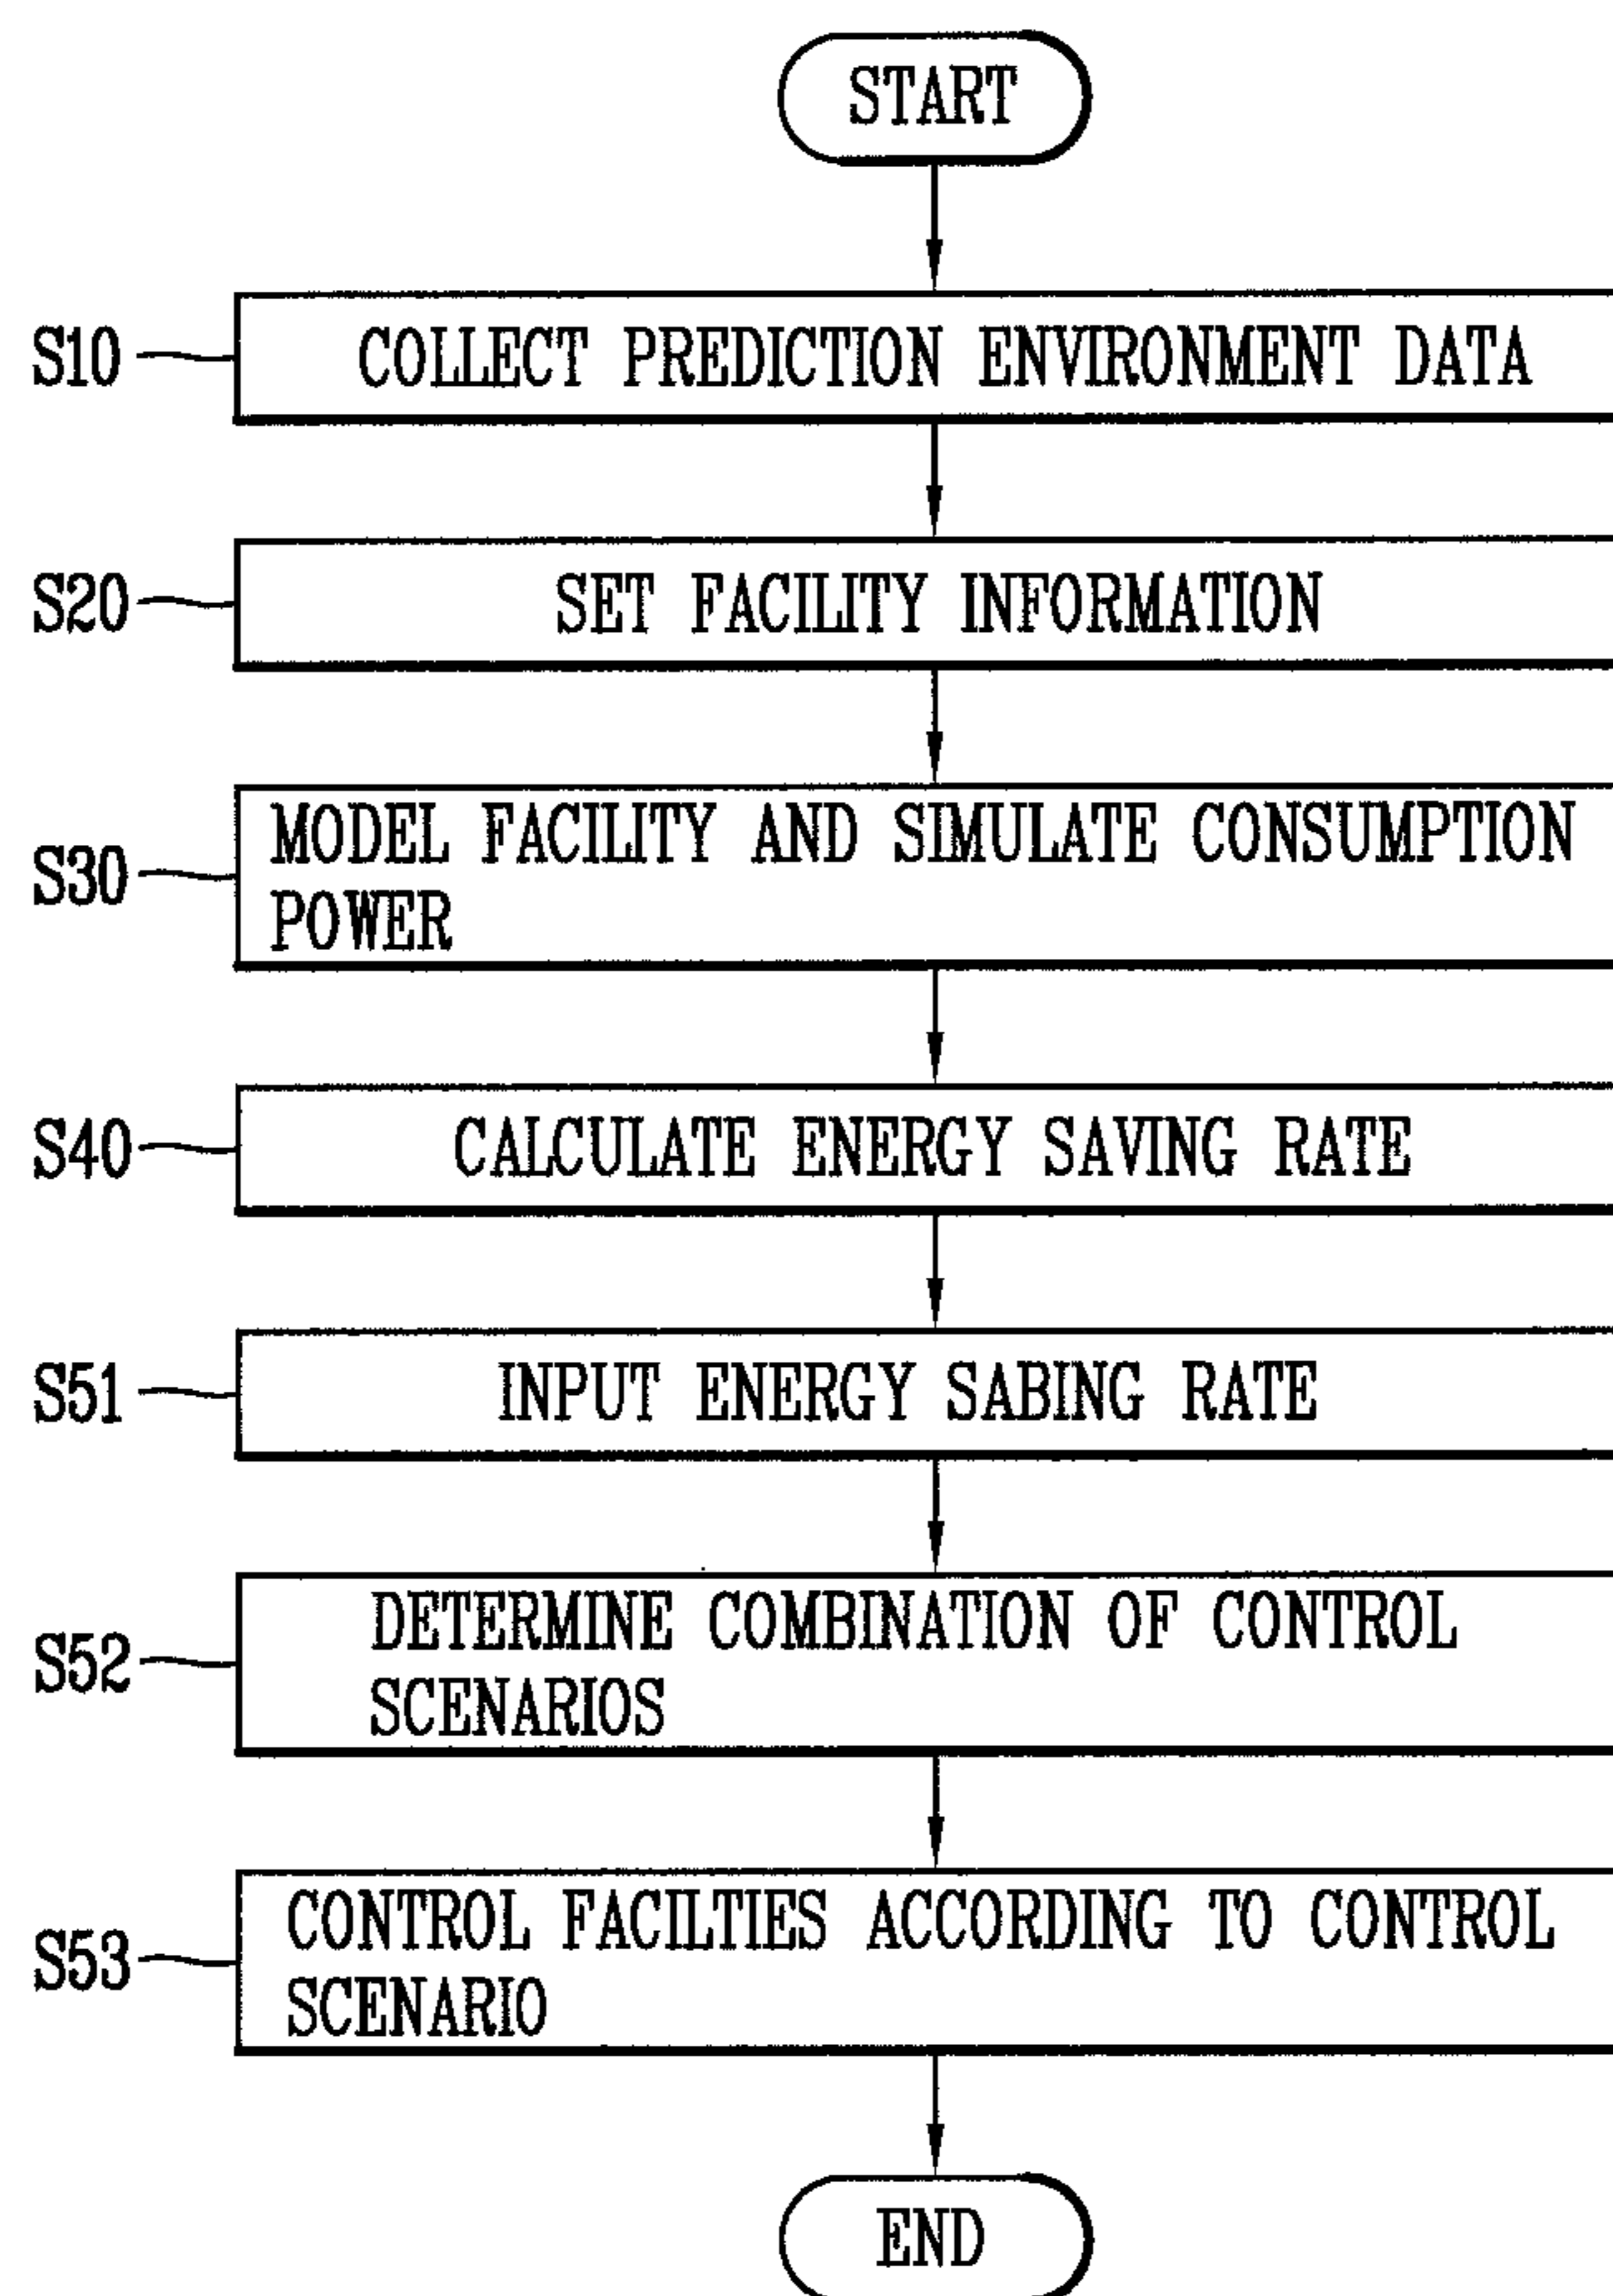 START
S10 COLLECT PREDICTION ENVIRONMENT DATA
S20 SET FACILITY INFORMATION
S30 MODEL FACILITY AND SIMULATE CONSUMPTION
POWER
S40 CALCULATE ENERGY SAVING RATE
S51 INPUT ENERGY SABING RATE
S52 DETERMINE COMBINATION OF CONTROL
SCENARIOS
S53 CONTROL FACILTIES ACCORDING TO CONTROL
SCENARIO
END